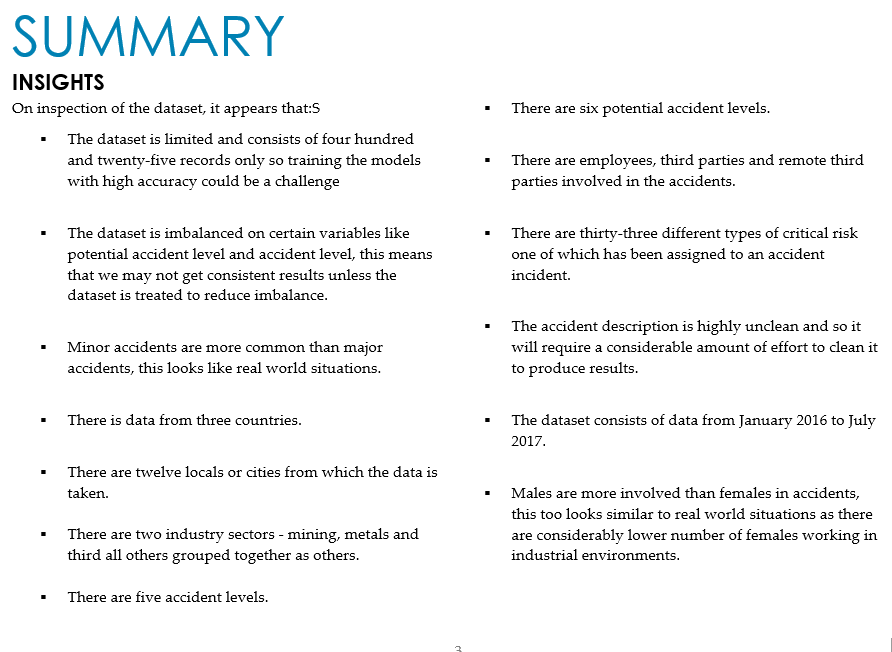 SUMMARY
INSIGHTS
On inspection of the dataset, it appears that:S
▪ The dataset is limited and consists of four hundred
and twenty-five records only so training the models
with high accuracy could be a challenge
▪ The dataset is imbalanced on certain variables like
potential accident level and accident level, this means
that we may not get consistent results unless the
dataset is treated to reduce imbalance.
▪ Minor accidents are more common than major
accidents, this looks like real world situations.
▪ There is data from three countries.
▪ There are twelve locals or cities from which the data is
taken.
▪ There are two industry sectors - mining, metals and
third all others grouped together as others.
▪ There are five accident levels.
▪ There are six potential accident levels.
▪ There are employees, third parties and remote third
parties involved in the accidents.
▪ There are thirty-three different types of critical risk
one of which has been assigned to an accident
incident.
▪ The accident description is highly unclean and so it
will require a considerable amount of effort to clean it
to produce results.
▪ The dataset consists of data from January 2016 to July
2017.
▪ Males are more involved than females in accidents,
this too looks similar to real world situations as there
are considerably lower number of females working in
industrial environments.
3